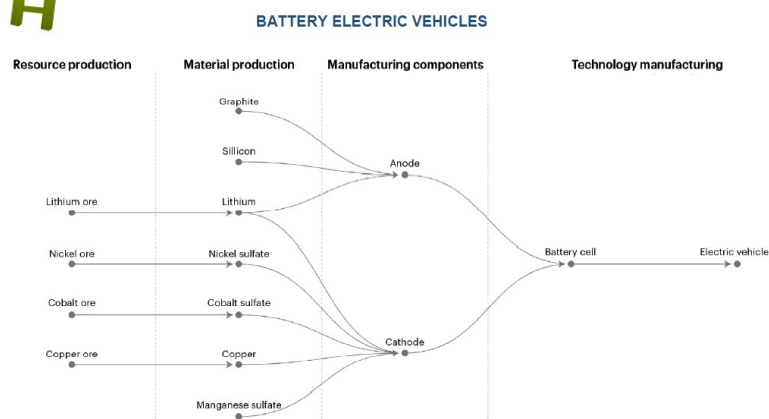 H
BATTERY ELECTRIC VEHICLES
Resource production Material production Manufacturing components Technology manufacturing
Graphite
Sillicon
Anode
Lithium ore Lithium
Nickel ore Nickel sulfate Battery cell Electric vehicle
Cobalt ore Cobalt sulfate
Cathode
Copper ore Copper
Manganese sulfate